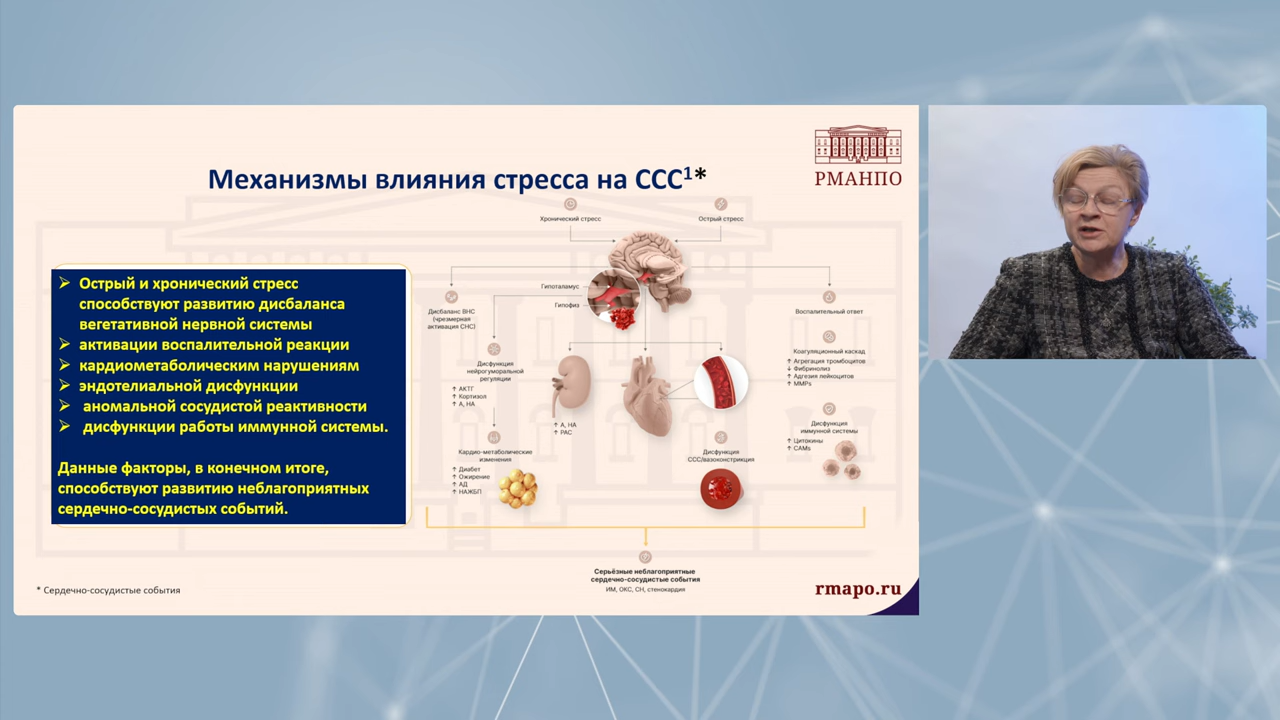 РМАНПО
Механизмы влияния стресса на ССС¹*
Хронический стресс
Острый стресс
Острый и хронический стресс
способствуют развитию дисбаланса
вегетативной нервной системы
активации воспалительной реакции
кардиометаболическим нарушениям
эндотелиальной дисфункции
аномальной сосудистой реактивности
дисфункции работы иммунной системы.
Данные факторы, в конечном итоге,
способствуют развитию неблагоприятных
сердечно-сосудистых событий.
Гипоталамус
Гипофиз
Дисбаланс ВНС
(чрезмерная
активация СНС)
Дисфункция
нейрогуморальной
регуляции
↑ АКТГ
↑ Кортизол
↑ А, НА
Кардио-метаболические
изменения
↑ Диабет
↑ Ожирение
↑ АД
↑ НАЖБП
↑ А, НА
↑ РАС
Дисфункция
ССС/вазоконстрикция
Воспалительный ответ
Коагуляционный каскад
↑ Агрегация тромбоцитов
↓ Фибринолиз
↑ Адгезия лейкоцитов
↑ MMPs
Дисфункция
иммунной системы
↑ Цитокины
↑ CAMs
Серьёзные неблагоприятные
сердечно-сосудистые события
ИМ, ОКС, СН, стенокардия
* Сердечно-сосудистые события
rmapo.ru